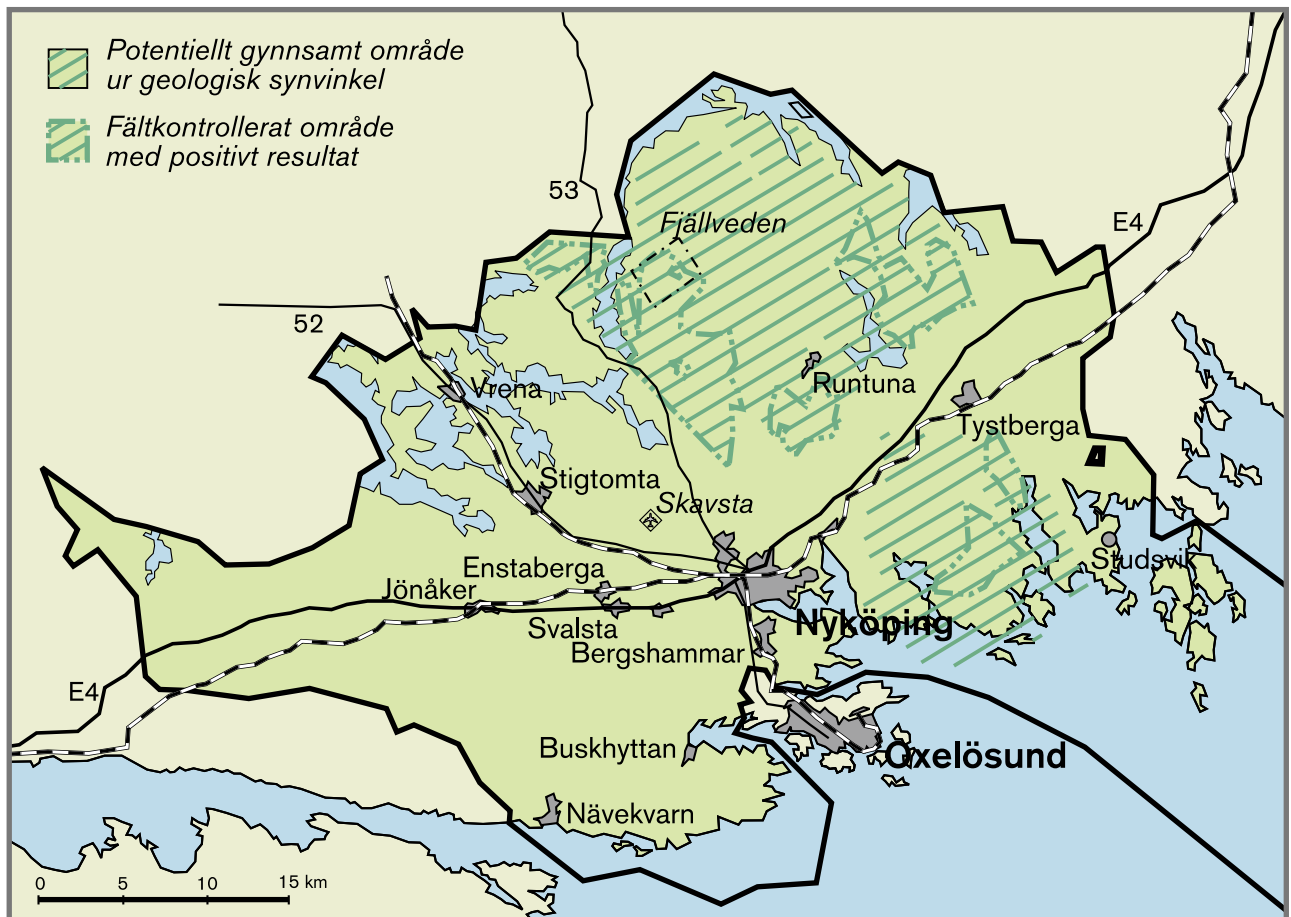 Potentiellt gynnsamt område
ur geologisk synvinkel
Fältkontrollerat område
med positivt resultat
53
E4
Fjällveden
52
Vrena
Runtuna
Tystberga
Stigtomta
Skavsta
Studsvik
Enstaberga
Jönåker
Svalsta
Nyköping
Bergshammar
E4
Buskhyttan
Oxelösund
Nävekvarn
0 5 10 15 km